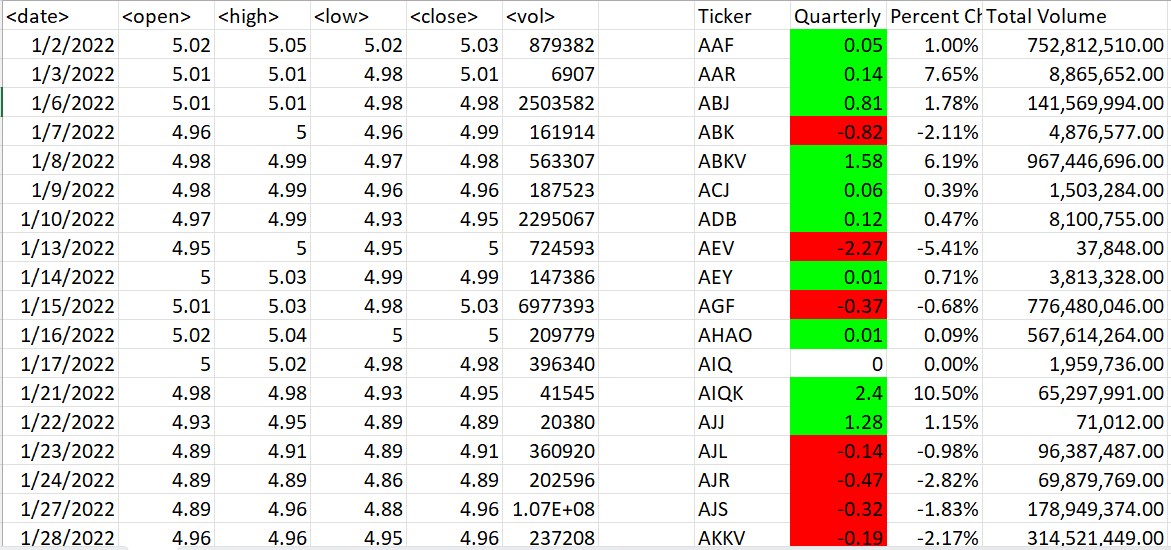 <date> <open> <high> <low> <close> <vol> Ticker Quarterly Percent Ch Total Volume
1/2/2022 5.02 5.05 5.02 5.03 879382 AAF 0.05 1.00% 752,812,510.00
1/3/2022 5.01 5.01 4.98 5.01 6907 AAR 0.14 7.65% 8,865,652.00
1/6/2022 5.01 5.01 4.98 4.98 2503582 ABJ 0.81 1.78% 141,569,994.00
1/7/2022 4.96 5 4.96 4.99 161914 ABK -0.82 -2.11% 4,876,577.00
1/8/2022 4.98 4.99 4.97 4.98 563307 ABKV 1.58 6.19% 967,446,696.00
1/9/2022 4.98 4.99 4.96 4.96 187523 ACJ 0.06 0.39% 1,503,284.00
1/10/2022 4.97 4.99 4.93 4.95 2295067 ADB 0.12 0.47% 8,100,755.00
1/13/2022 4.95 5 4.95 5 724593 AEV -2.27 -5.41% 37,848.00
1/14/2022 5 5.03 4.99 4.99 147386 AEY 0.01 0.71% 3,813,328.00
1/15/2022 5.01 5.03 4.98 5.03 6977393 AGF -0.37 -0.68% 776,480,046.00
1/16/2022 5.02 5.04 5 5 209779 AHAO 0.01 0.09% 567,614,264.00
1/17/2022 5 5.02 4.98 4.98 396340 AIQ 0 0.00% 1,959,736.00
1/21/2022 4.98 4.98 4.93 4.95 41545 AIQK 2.4 10.50% 65,297,991.00
1/22/2022 4.93 4.95 4.89 4.89 20380 AJJ 1.28 1.15% 71,012.00
1/23/2022 4.89 4.91 4.89 4.91 360920 AJL -0.14 -0.98% 96,387,487.00
1/24/2022 4.89 4.89 4.86 4.89 202596 AJR -0.47 -2.82% 69,879,769.00
1/27/2022 4.89 4.96 4.88 4.96 1.07E+08 AJS -0.32 -1.83% 178,949,374.00
1/28/2022 4.96 4.96 4.95 4.96 237208 AKKV -0.19 -2.17% 314,521,449.00